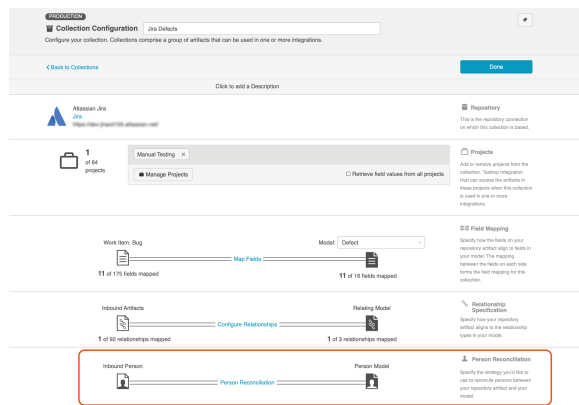 PRODUCTION
Collection Configuration
Jira Defects
Configure your collection. Collections comprise a group of artifacts that can be used in one or more integrations.
Back to Collections
Done
Click to add a Description
Atlassian Jira
Jira
Repository
This is the repository connection
on which this collection is based.
1
of 64
projects
Manual Testing ×
Manage Projects
Retrieve field values from all projects
Projects
Add or remove projects from the
collection. Tasktop Integration
Hub can access the artifacts in
these projects when this collection
is used in one or more
integrations.
Work Item: Bug
Model: Defect
Map Fields
11 of 175 fields mapped
11 of 16 fields mapped
Field Mapping
Specify how the fields on your
repository artifact align to fields in
your model. The mapping
between the fields on each side
forms the field mapping for this
collection.
Inbound Artifacts
Relating Model
Configure Relationships
1 of 92 relationships mapped
1 of 3 relationships mapped
Relationship
Specification
Specify how your repository
artifact aligns to the relationship
types in your model.
Inbound Person
Person Model
Person Reconciliation
Person Reconciliation
Specify the strategy you'd like to
use to reconcile persons between
your repository artifact and your
model